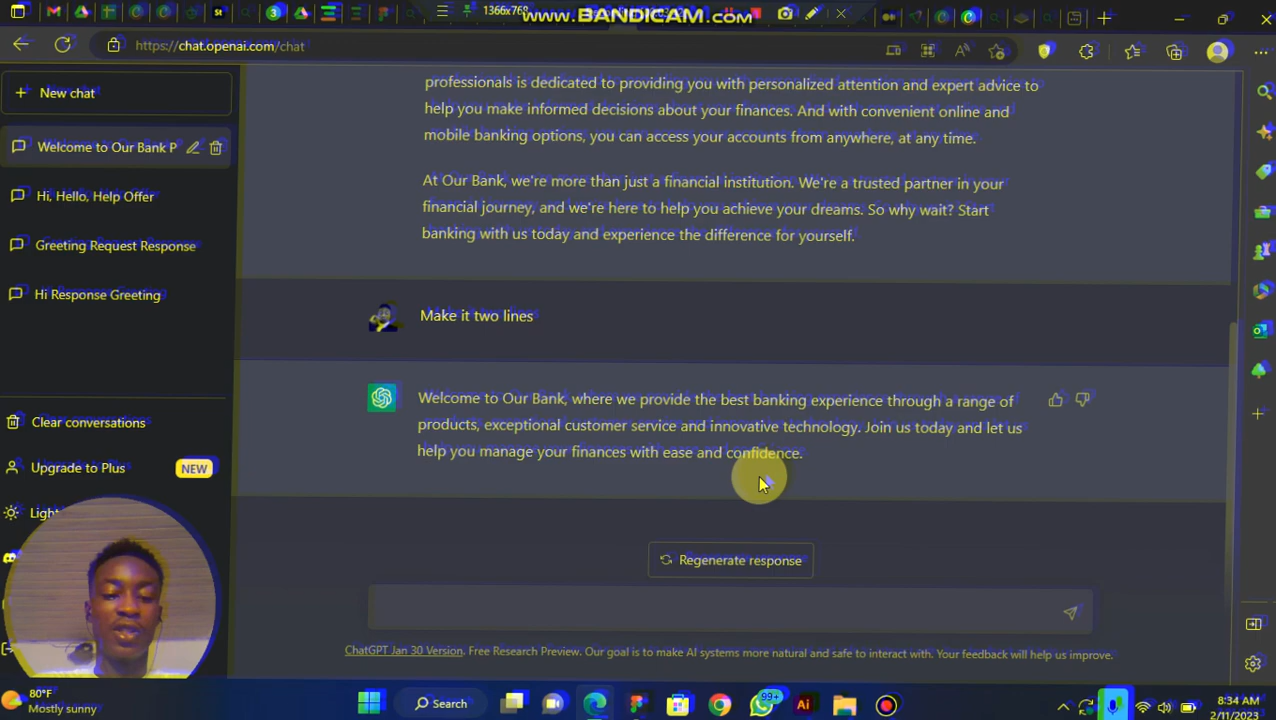 1366x768
www.BANDICAM.com
https://chat.openai.com/chat
New chat
Welcome to Our Bank P
Hi, Hello, Help Offer
Greeting Request Response
Hi Response Greeting
Clear conversations
Upgrade to Plus NEW
Ligh
professionals is dedicated to providing you with personalized attention and expert advice to
help you make informed decisions about your finances. And with convenient online and
mobile banking options, you can access your accounts from anywhere, at any time.
At Our Bank, we're more than just a financial institution. We're a trusted partner in your
financial journey, and we're here to help you achieve your dreams. So why wait? Start
banking with us today and experience the difference for yourself.
Make it two lines
Welcome to Our Bank, where we provide the best banking experience through a range of
products, exceptional customer service and innovative technology. Join us today and let us
help you manage your finances with ease and confidence.
Regenerate response
ChatGPT Jan 30 Version. Free Research Preview. Our goal is to make AI systems more natural and safe to interact with. Your feedback will help us improve.
80°F
Mostly sunny
Search
99+
Ai
8:34 AM
2/11/2023